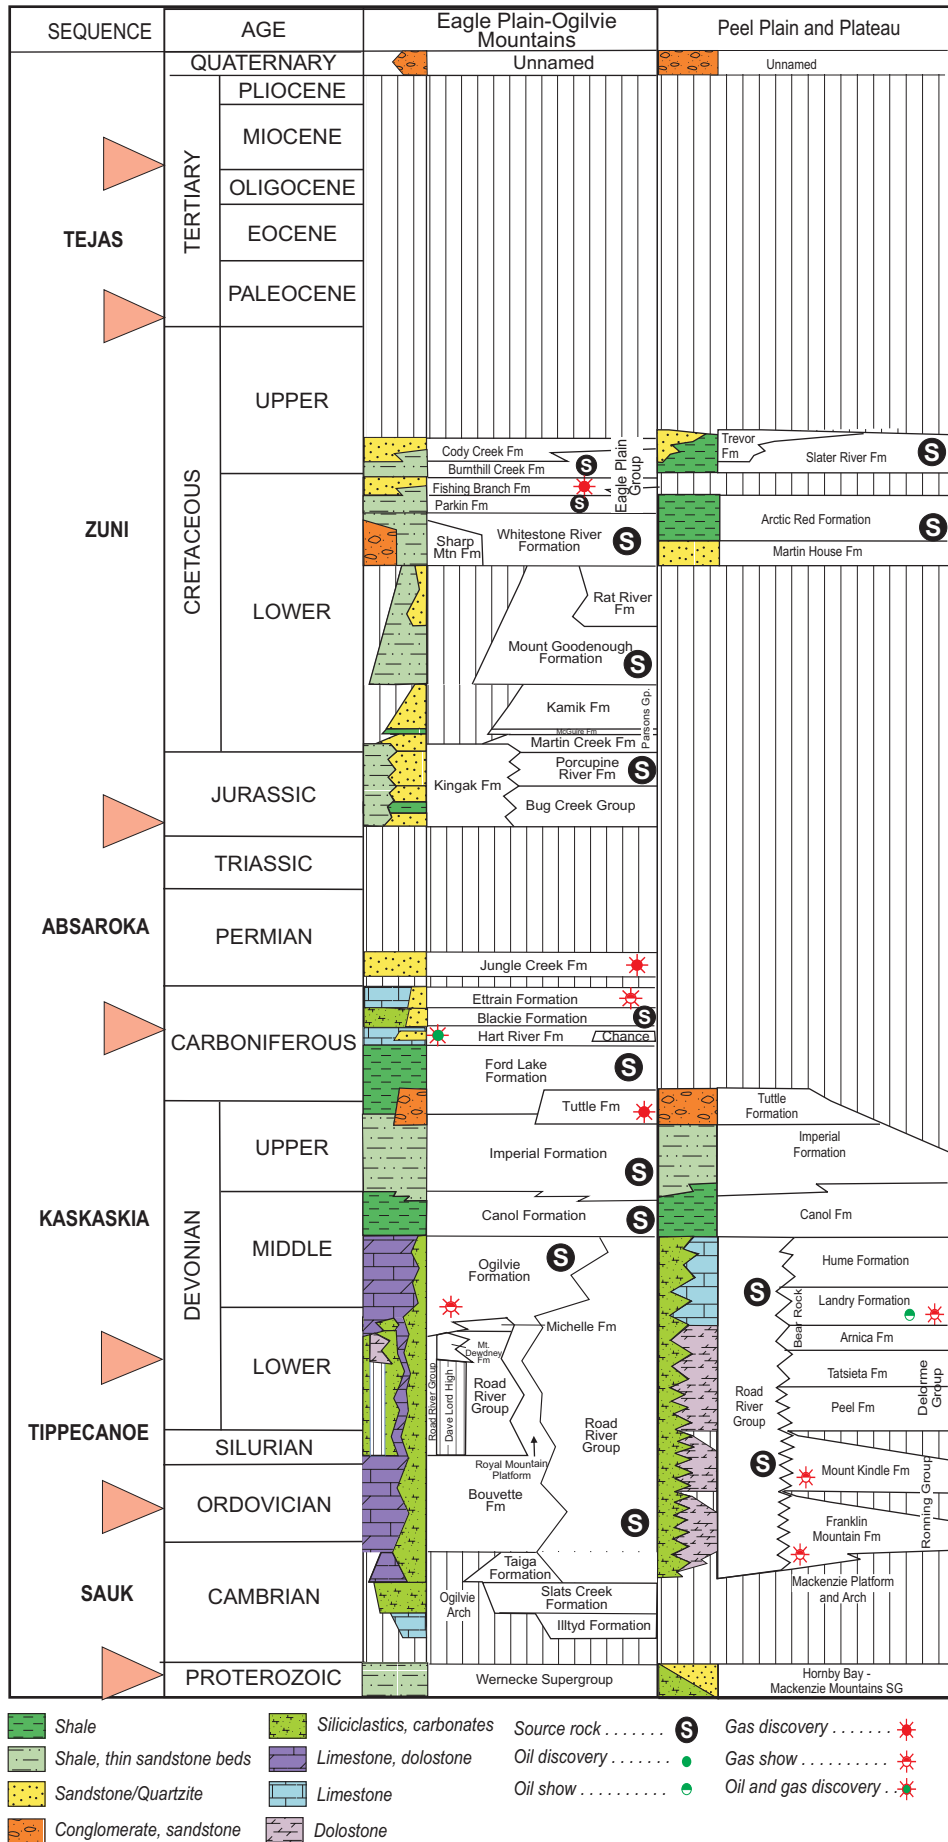 SEQUENCE
AGE
Eagle Plain-Ogilvie
Mountains
Peel Plain and Plateau
QUATERNARY
Unnamed
Unnamed
TERTIARY
PLIOCENE
MIOCENE
OLIGOCENE
EOCENE
PALEOCENE
TEJAS
CRETACEOUS
UPPER
Cody Creek Fm
Burnthill Creek Fm
S
Fishing Branch Fm
Parkin Fm
S
Eagle Plain
Group
Trevor
Fm
Slater River Fm
S
ZUNI
LOWER
Sharp
Mtn Fm
Whitestone River
Formation
S
Arctic Red Formation
S
Martin House Fm
Rat River
Fm
Mount Goodenough
Formation
S
Kamik Fm
McGuire Fm
Martin Creek Fm
Parsons Gp.
JURASSIC
Kingak Fm
Porcupine
River Fm
S
Bug Creek Group
TRIASSIC
ABSAROKA
PERMIAN
Jungle Creek Fm
CARBONIFEROUS
Ettrain Formation
Blackie Formation
S
Hart River Fm
Chance
Ford Lake
Formation
S
Tuttle Fm
Tuttle
Formation
KASKASKIA
DEVONIAN
UPPER
Imperial Formation
S
Imperial
Formation
MIDDLE
Canol Formation
S
Canol Fm
Ogilvie
Formation
S
Hume Formation
S
Bear Rock
Landry Formation
LOWER
Michelle Fm
Mt.
Dewdney
Fm
Road River Group
Dave Lord High
Road
River
Group
Arnica Fm
Tatsieta Fm
Peel Fm
Delorme
Group
Road
River
Group
Road
River
Group
TIPPECANOE
SILURIAN
Royal Mountain
Platform
S
Mount Kindle Fm
ORDOVICIAN
Bouvette
Fm
S
Franklin
Mountain Fm
Ronning Group
SAUK
CAMBRIAN
Taiga
Formation
Ogilvie
Arch
Slats Creek
Formation
Illtyd Formation
Mackenzie Platform
and Arch
PROTEROZOIC
Wernecke Supergroup
Hornby Bay -
Mackenzie Mountains SG
Shale
Siliciclastics, carbonates
Source rock . . . . . . . S
Gas discovery . . . . . . .
Shale, thin sandstone beds
Limestone, dolostone
Oil discovery . . . . . . .
Gas show . . . . . . . . . .
Sandstone/Quartzite
Limestone
Oil show . . . . . . . . . .
Oil and gas discovery . . .
Conglomerate, sandstone
Dolostone